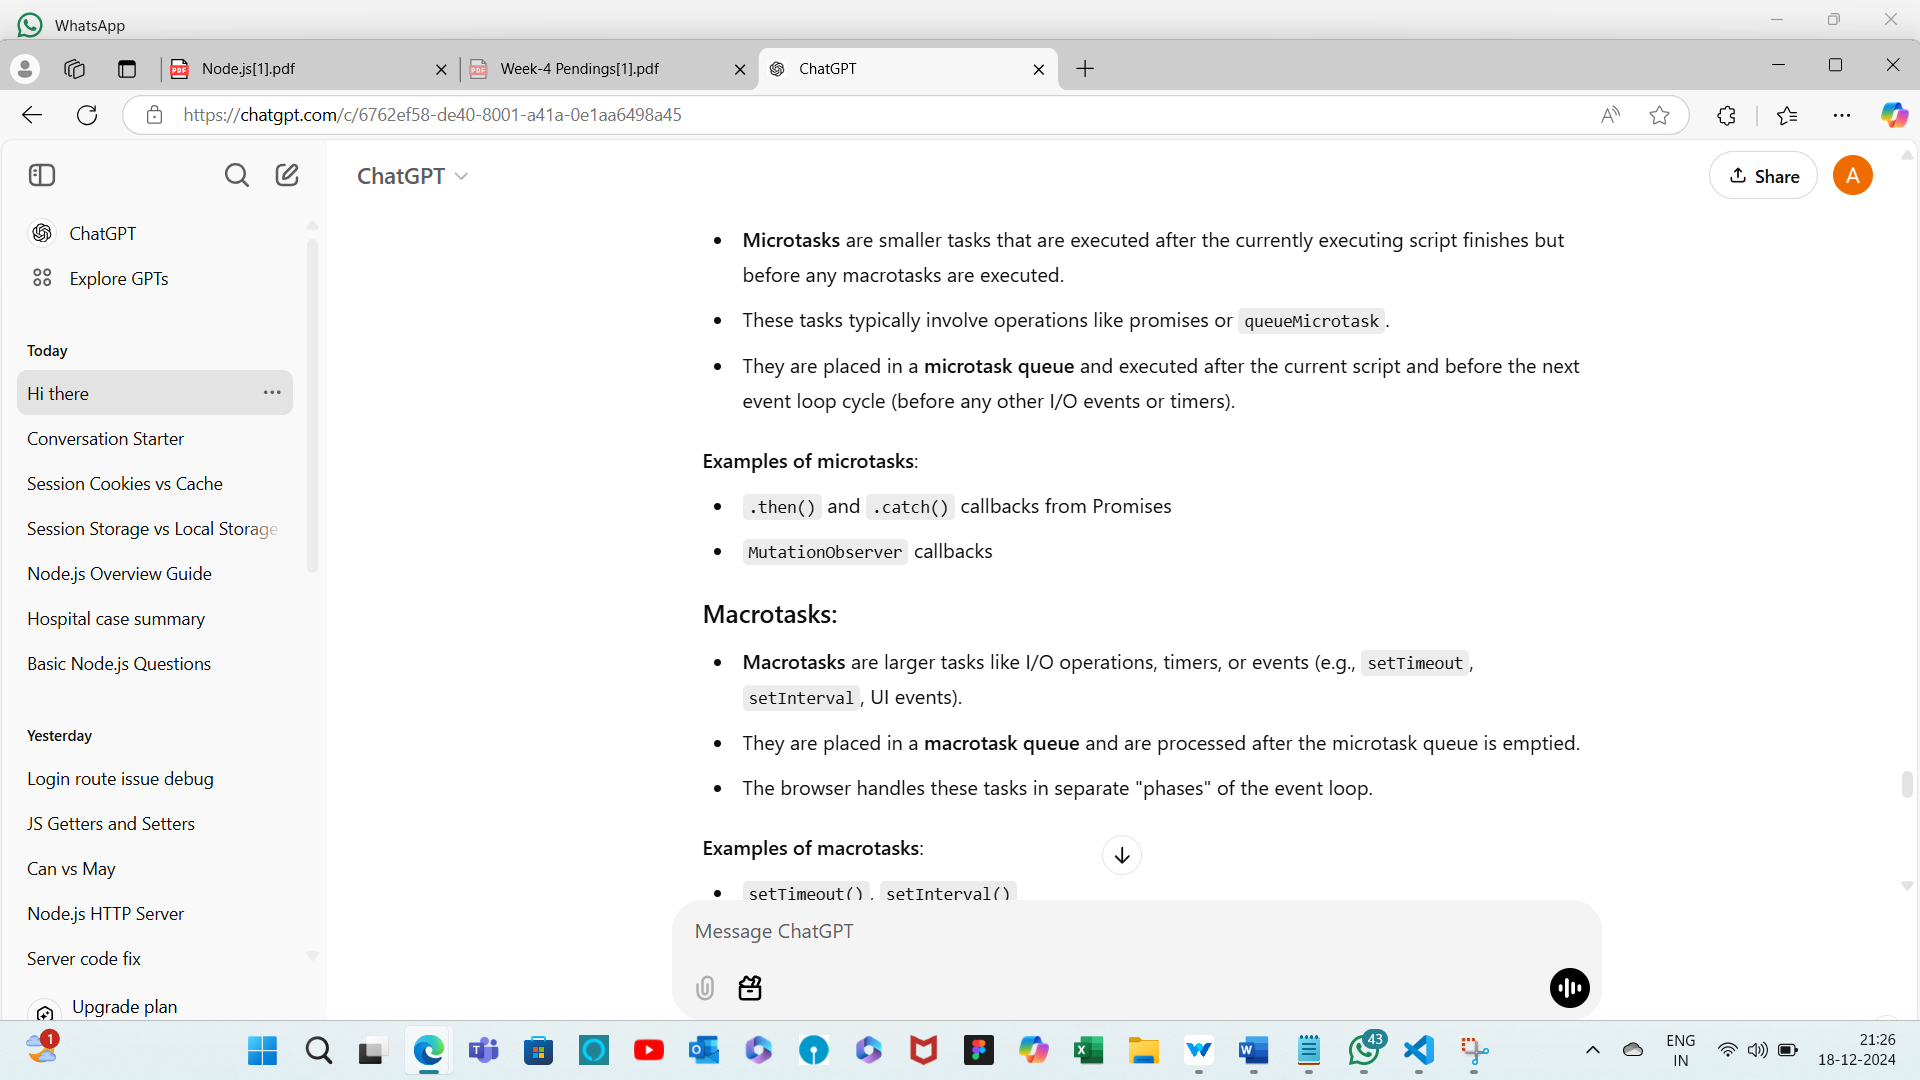 WhatsApp
Node.js[1].pdf
Week-4 Pendings[1].pdf
ChatGPT
https://chatgpt.com/c/6762ef58-de40-8001-a41a-0e1aa6498a45
ChatGPT
Share
A
ChatGPT
Explore GPTs
Today
Hi there
Conversation Starter
Session Cookies vs Cache
Session Storage vs Local Storage
Node.js Overview Guide
Hospital case summary
Basic Node.js Questions
Yesterday
Login route issue debug
JS Getters and Setters
Can vs May
Node.js HTTP Server
Server code fix
Upgrade plan
Microtasks are smaller tasks that are executed after the currently executing script finishes but
before any macrotasks are executed.
These tasks typically involve operations like promises or queueMicrotask.
They are placed in a microtask queue and executed after the current script and before the next
event loop cycle (before any other I/O events or timers).
Examples of microtasks:
.then() and .catch() callbacks from Promises
MutationObserver callbacks
Macrotasks:
Macrotasks are larger tasks like I/O operations, timers, or events (e.g., setTimeout,
setInterval, UI events).
They are placed in a macrotask queue and are processed after the microtask queue is emptied.
The browser handles these tasks in separate "phases" of the event loop.
Examples of macrotasks:
setTimeout(), setInterval()
Message ChatGPT
1
43
ENG
IN
21:26
18-12-2024